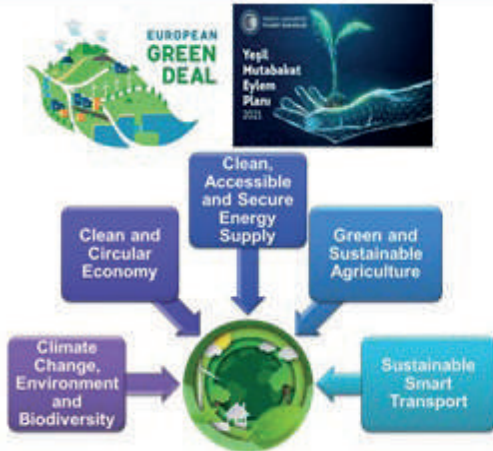 EUROPEAN
GREEN
DEAL
Yeşil
Mutabakat
Eylem
Planı
2021
Clean,
Accessible
and Secure
Energy
Supply
Clean and
Circular
Economy
Green and
Sustainable
Agriculture
Climate
Change,
Environment
and
Biodiversity
Sustainable
Smart
Transport